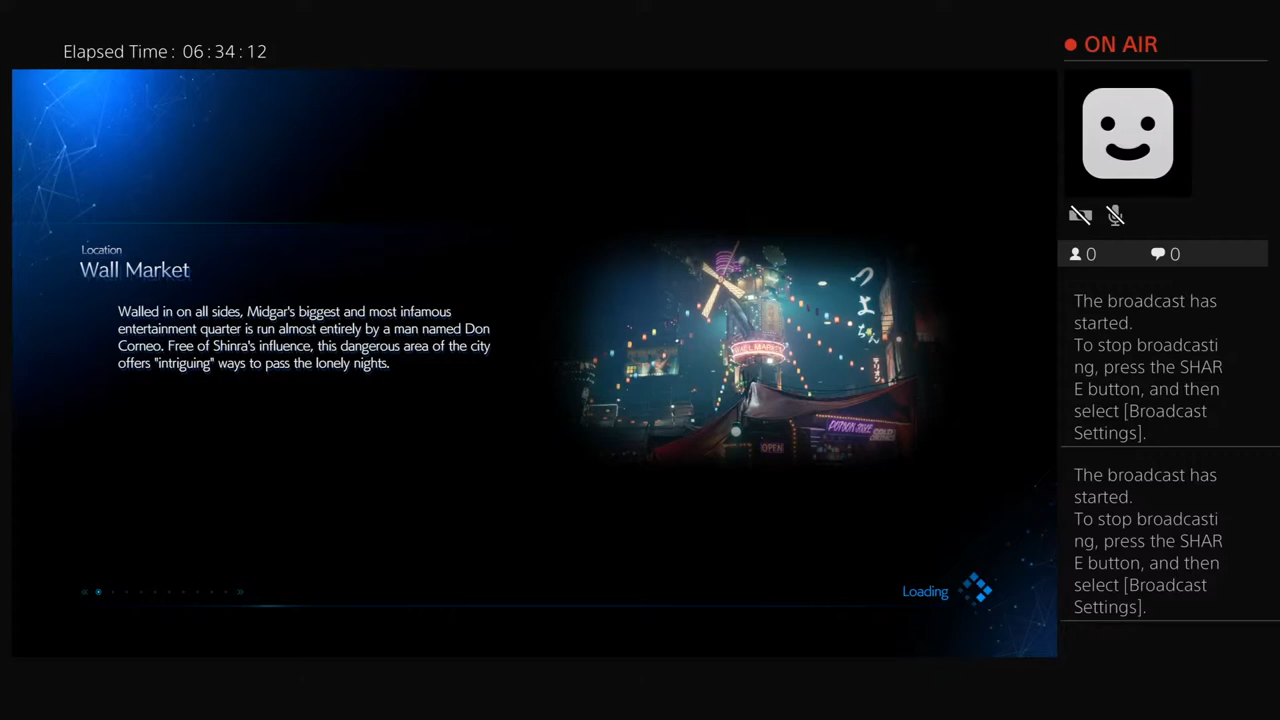 Elapsed Time : 06 : 34 : 12
ON AIR
0 0
Location
Wall Market
Walled in on all sides, Midgar's biggest and most infamous
entertainment quarter is run almost entirely by a man named Don
Corneo. Free of Shinra's influence, this dangerous area of the city
offers "intriguing" ways to pass the lonely nights.
つよ
ちん
OPEN
The broadcast has
started.
To stop broadcasti
ng, press the SHAR
E button, and then
select [Broadcast
Settings].
The broadcast has
started.
To stop broadcasti
ng, press the SHAR
E button, and then
select [Broadcast
Settings].
Loading